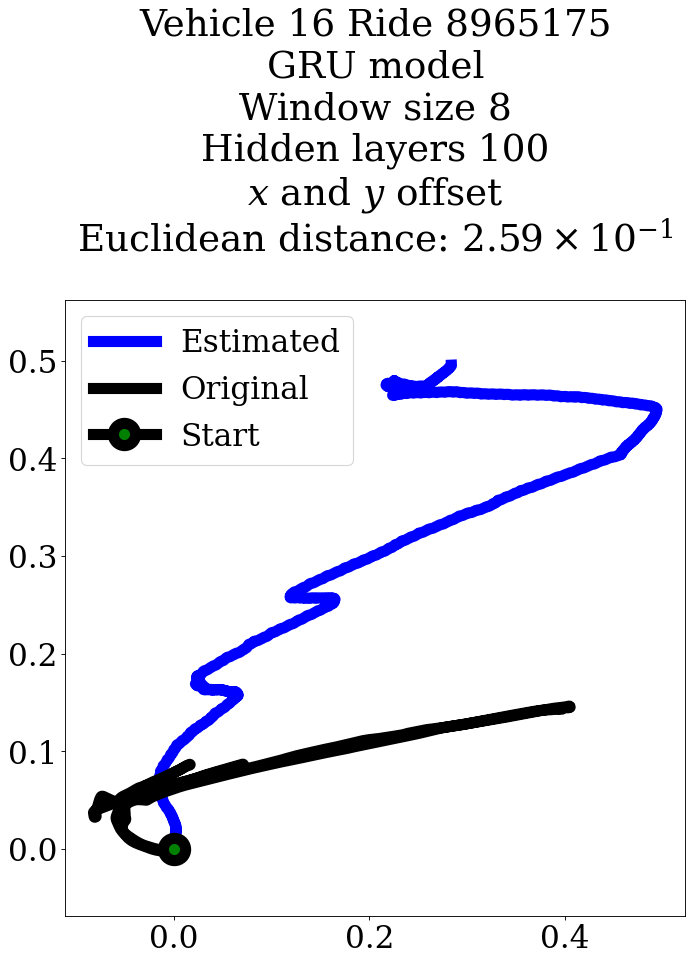 Vehicle 16 Ride 8965175
GRU model
Window size 8
Hidden layers 100
x and y offset
Euclidean distance: 2.59 × 10⁻¹
Estimated
Original
Start
0.5
0.4
0.3
0.2
0.1
0.0
0.0 0.2 0.4